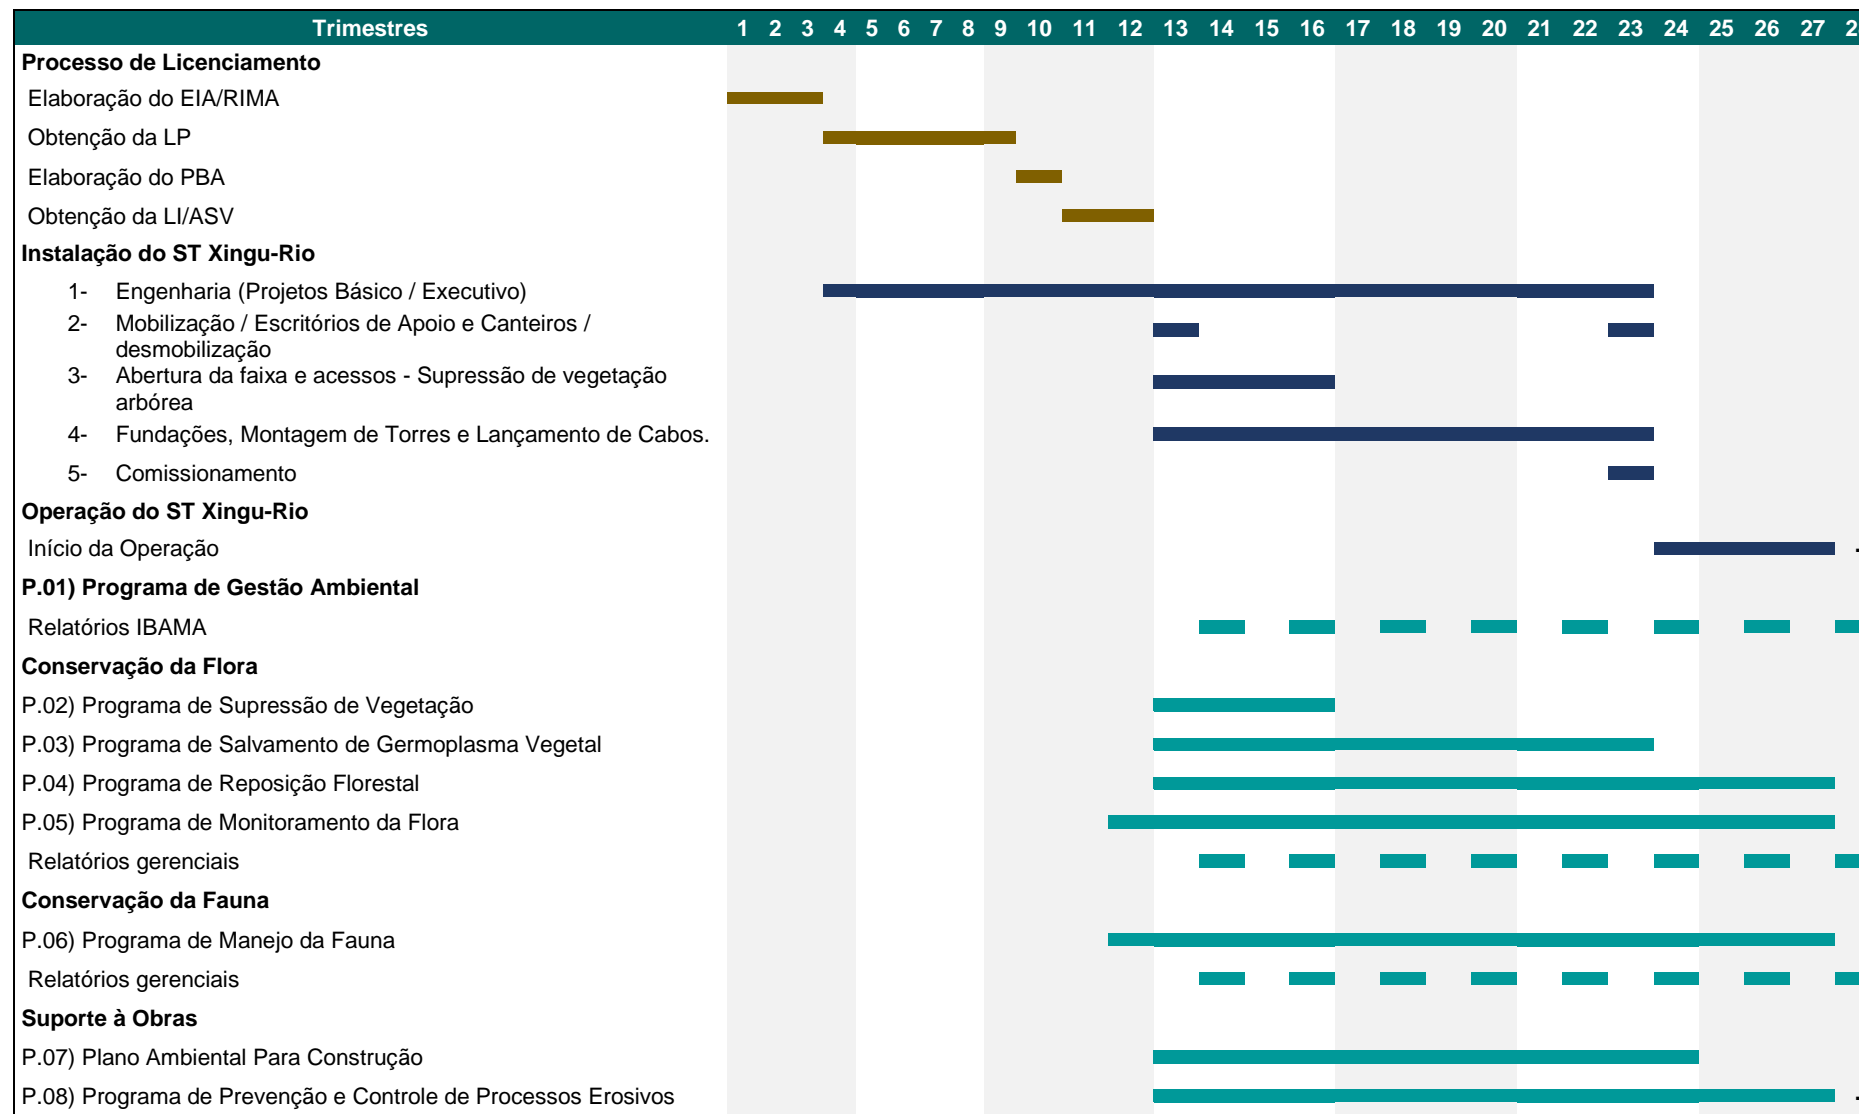 Trimestres 1 2 3 4 5 6 7 8 9 10 11 12 13 14 15 16 17 18 19 20 21 22 23 24 25 26 27
Processo de Licenciamento
Elaboração do EIA/RIMA
Obtenção da LP
Elaboração do PBA
Obtenção da LI/ASV
Instalação do ST Xingu-Rio
1- Engenharia (Projetos Básico / Executivo)
2- Mobilização / Escritórios de Apoio e Canteiros /
desmobilização
3- Abertura da faixa e acessos - Supressão de vegetação
arbórea
4- Fundações, Montagem de Torres e Lançamento de Cabos.
5- Comissionamento
Operação do ST Xingu-Rio
Início da Operação
P.01) Programa de Gestão Ambiental
Relatórios IBAMA
Conservação da Flora
P.02) Programa de Supressão de Vegetação
P.03) Programa de Salvamento de Germoplasma Vegetal
P.04) Programa de Reposição Florestal
P.05) Programa de Monitoramento da Flora
Relatórios gerenciais
Conservação da Fauna
P.06) Programa de Manejo da Fauna
Relatórios gerenciais
Suporte à Obras
P.07) Plano Ambiental Para Construção
P.08) Programa de Prevenção e Controle de Processos Erosivos